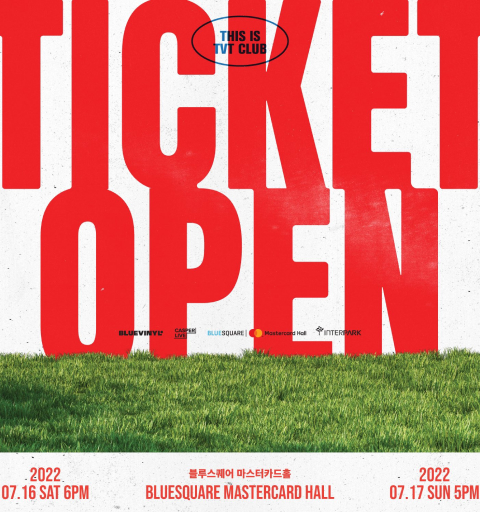 TICKET
THIS IS
TVT CLUB
OPEN
BLUEVINYL
CASPER
LIVE
BLUESQUARE
Mastercard Hall
INTERPARK
2022
07.16 SAT 6PM
블루스퀘어 마스터카드홀
BLUESQUARE MASTERCARD HALL
2022
07.17 SUN 5PM